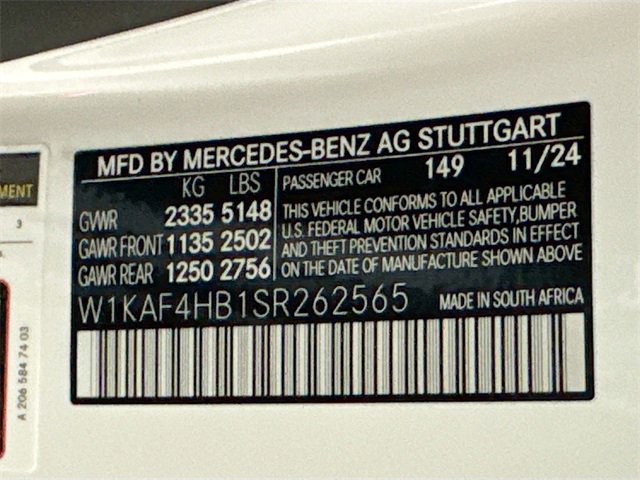 MFD BY MERCEDES-BENZ AG STUTTGART
KG LBS
GVWR 2335 5148
GAWR FRONT 1135 2502
GAWR REAR 1250 2756
PASSENGER CAR 149 11/24
THIS VEHICLE CONFORMS TO ALL APPLICABLE
U.S. FEDERAL MOTOR VEHICLE SAFETY,BUMPER
AND THEFT PREVENTION STANDARDS IN EFFECT
ON THE DATE OF MANUFACTURE SHOWN ABOVE
W1KAF4HB1SR262565 MADE IN SOUTH AFRICA
MENT
3
A 206 584 74 03